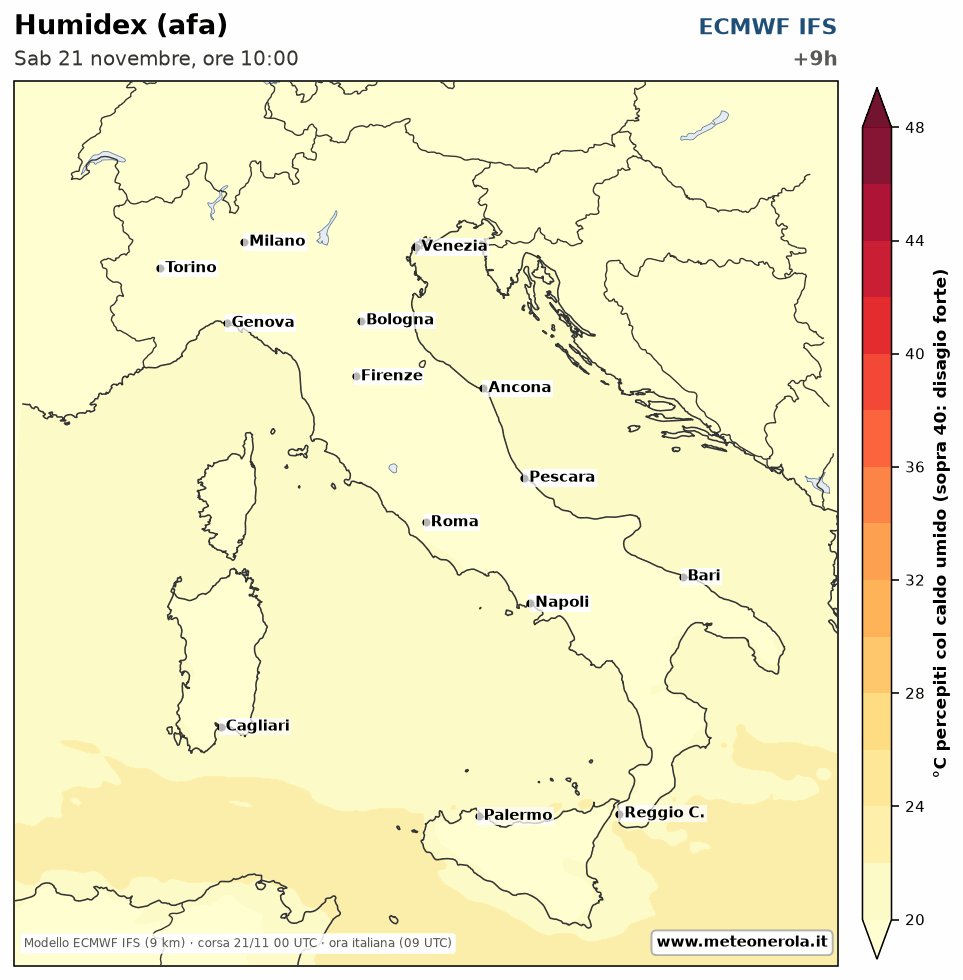 Humidex (afa)
ECMWF IFS
Sab 21 novembre, ore 10:00
+9h
48
44
40
36
32
28
24
20
°C percepiti col caldo umido (sopra 40: disagio forte)
Milano
Venezia
Torino
Genova
Bologna
Firenze
Ancona
Pescara
Roma
Bari
Napoli
Cagliari
Palermo
Reggio C.
Modello ECMWF IFS (9 km) · corsa 21/11 00 UTC · ora italiana (09 UTC)
www.meteonerola.it